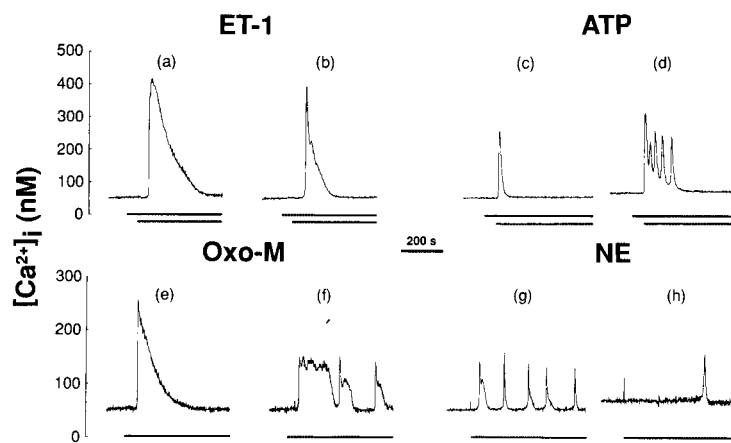 ET-1 ATP
(a) (b) (c) (d)
500
400
300
200
100
0
[Ca2+]i (nM)
Oxo-M 200 s NE
(e) (f) (g) (h)
300
200
100
0